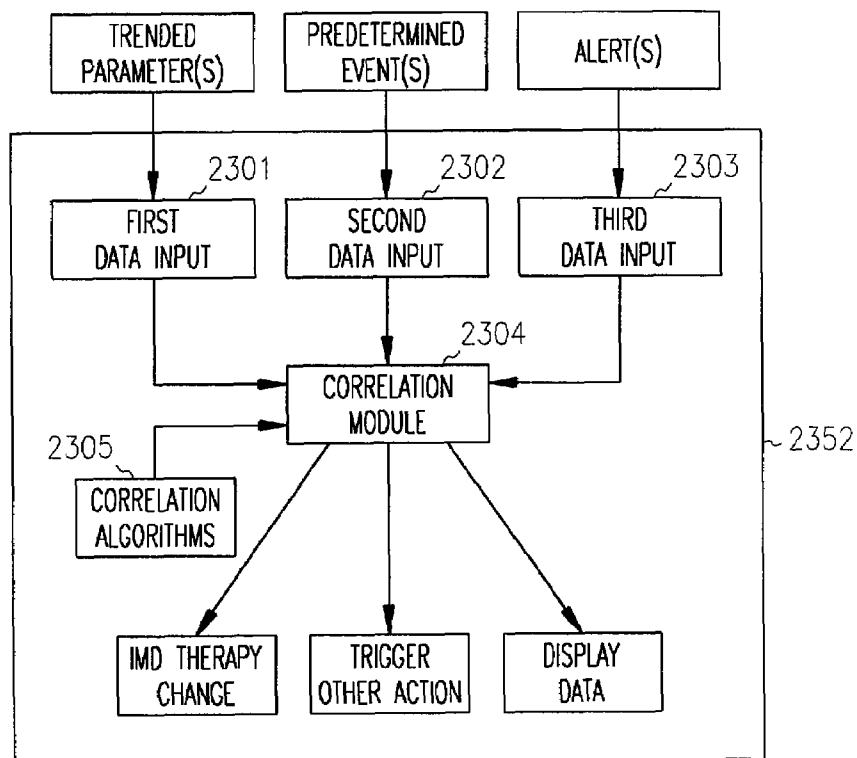 TRENDED
PARAMETER(S)
PREDETERMINED
EVENT(S)
ALERT(S)
2301
2302
2303
FIRST
DATA INPUT
SECOND
DATA INPUT
THIRD
DATA INPUT
2304
CORRELATION
MODULE
2352
2305
CORRELATION
ALGORITHMS
IMD THERAPY
CHANGE
TRIGGER
OTHER ACTION
DISPLAY
DATA